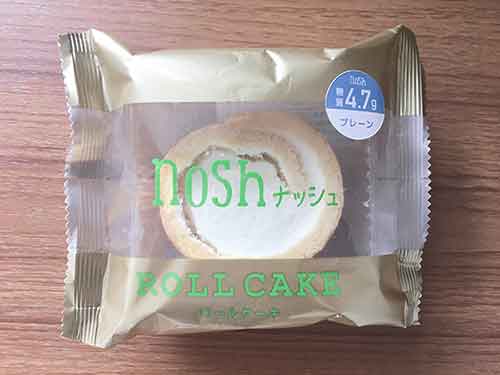 nosh
糖質4.7g
プレーン
noshナッシュ
ROLL CAKE
ロールケーキ